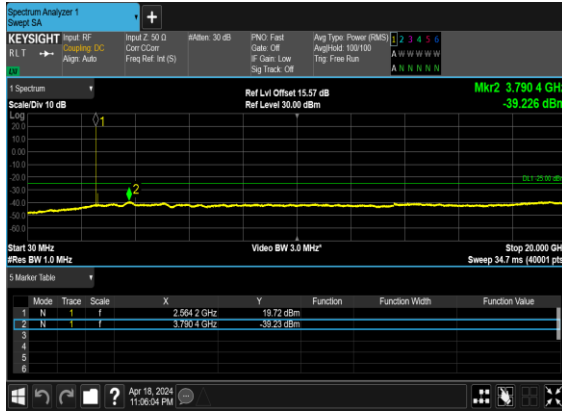 Spectrum Analyzer 1
Swept SA
+
KEYSIGHT Input: RF Input Z: 50 Ω #Atten: 30 dB PNO: Fast Avg Type: Power (RMS) 1 2 3 4 5 6
RLT Coupling: DC Corr CCorr Gate: Off Avg|Hold: 100/100 A W W W W W
Align: Auto Freq Ref: Int (S) IF Gain: Low Trig: Free Run
LU Sig Track: Off A N N N N N
1 Spectrum Ref Lvl Offset 15.57 dB Mkr2 3.790 4 GHz
Scale/Div 10 dB Ref Level 30.00 dBm -39.226 dBm
Log
20.0
10.0
0.00
-10.0
-20.0
-30.0
-40.0
-50.0
-60.0
1
2
DL1 -25.00 dBm
Start 30 MHz Video BW 3.0 MHz* Stop 20.000 GHz
#Res BW 1.0 MHz Sweep 34.7 ms (40001 pts)
5 Marker Table
Mode Trace Scale X Y Function Function Width Function Value
1 N 1 f 2.564 2 GHz 19.72 dBm
2 N 1 f 3.790 4 GHz -39.23 dBm
3
4
5
6
? Apr 18, 2024
11:06:04 PM